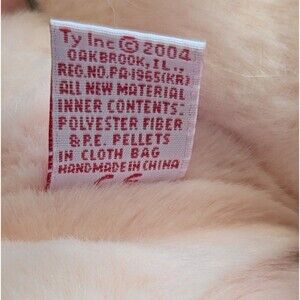 Ty Inc © 2004
OAKBROOK, IL.,
REG.NO.PA-1965(KR)
ALL NEW MATERIAL
INNER CONTENTS-
POLYESTER FIBER
& P.E. PELLETS
IN CLOTH BAG
HANDMADE IN CHINA
CE